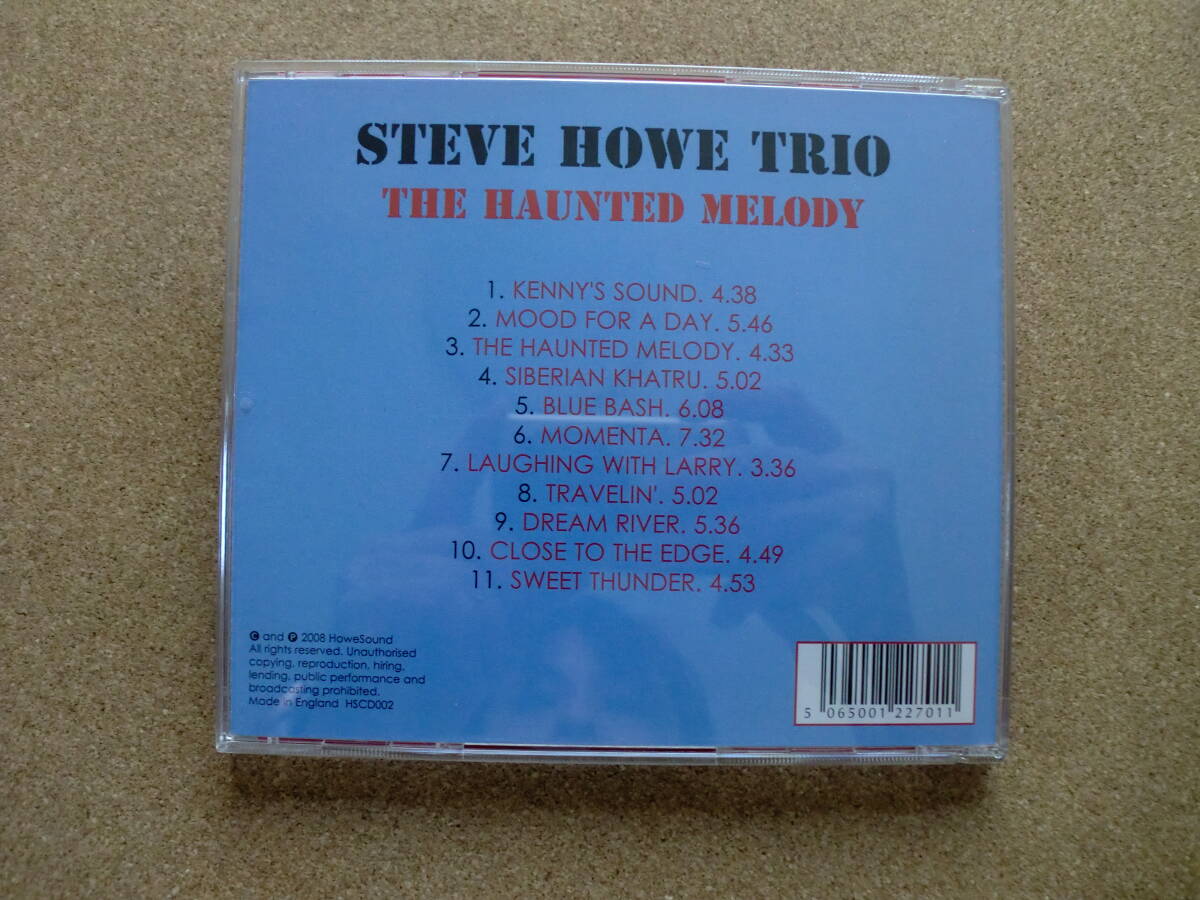 STEVE HOWE TRIO
THE HAUNTED MELODY
1. KENNY'S SOUND. 4.38
2. MOOD FOR A DAY. 5.46
3. THE HAUNTED MELODY. 4.33
4. SIBERIAN KHATRU. 5.02
5. BLUE BASH. 6.08
6. MOMENTA. 7.32
7. LAUGHING WITH LARRY. 3.36
8. TRAVELIN'. 5.02
9. DREAM RIVER. 5.36
10. CLOSE TO THE EDGE. 4.49
11. SWEET THUNDER. 4.53
© and ℗ 2008 HoweSound
All rights reserved. Unauthorised
copying, reproduction, hiring,
lending, public performance and
broadcasting prohibited.
Made in England HSCD002
5 065001 227011